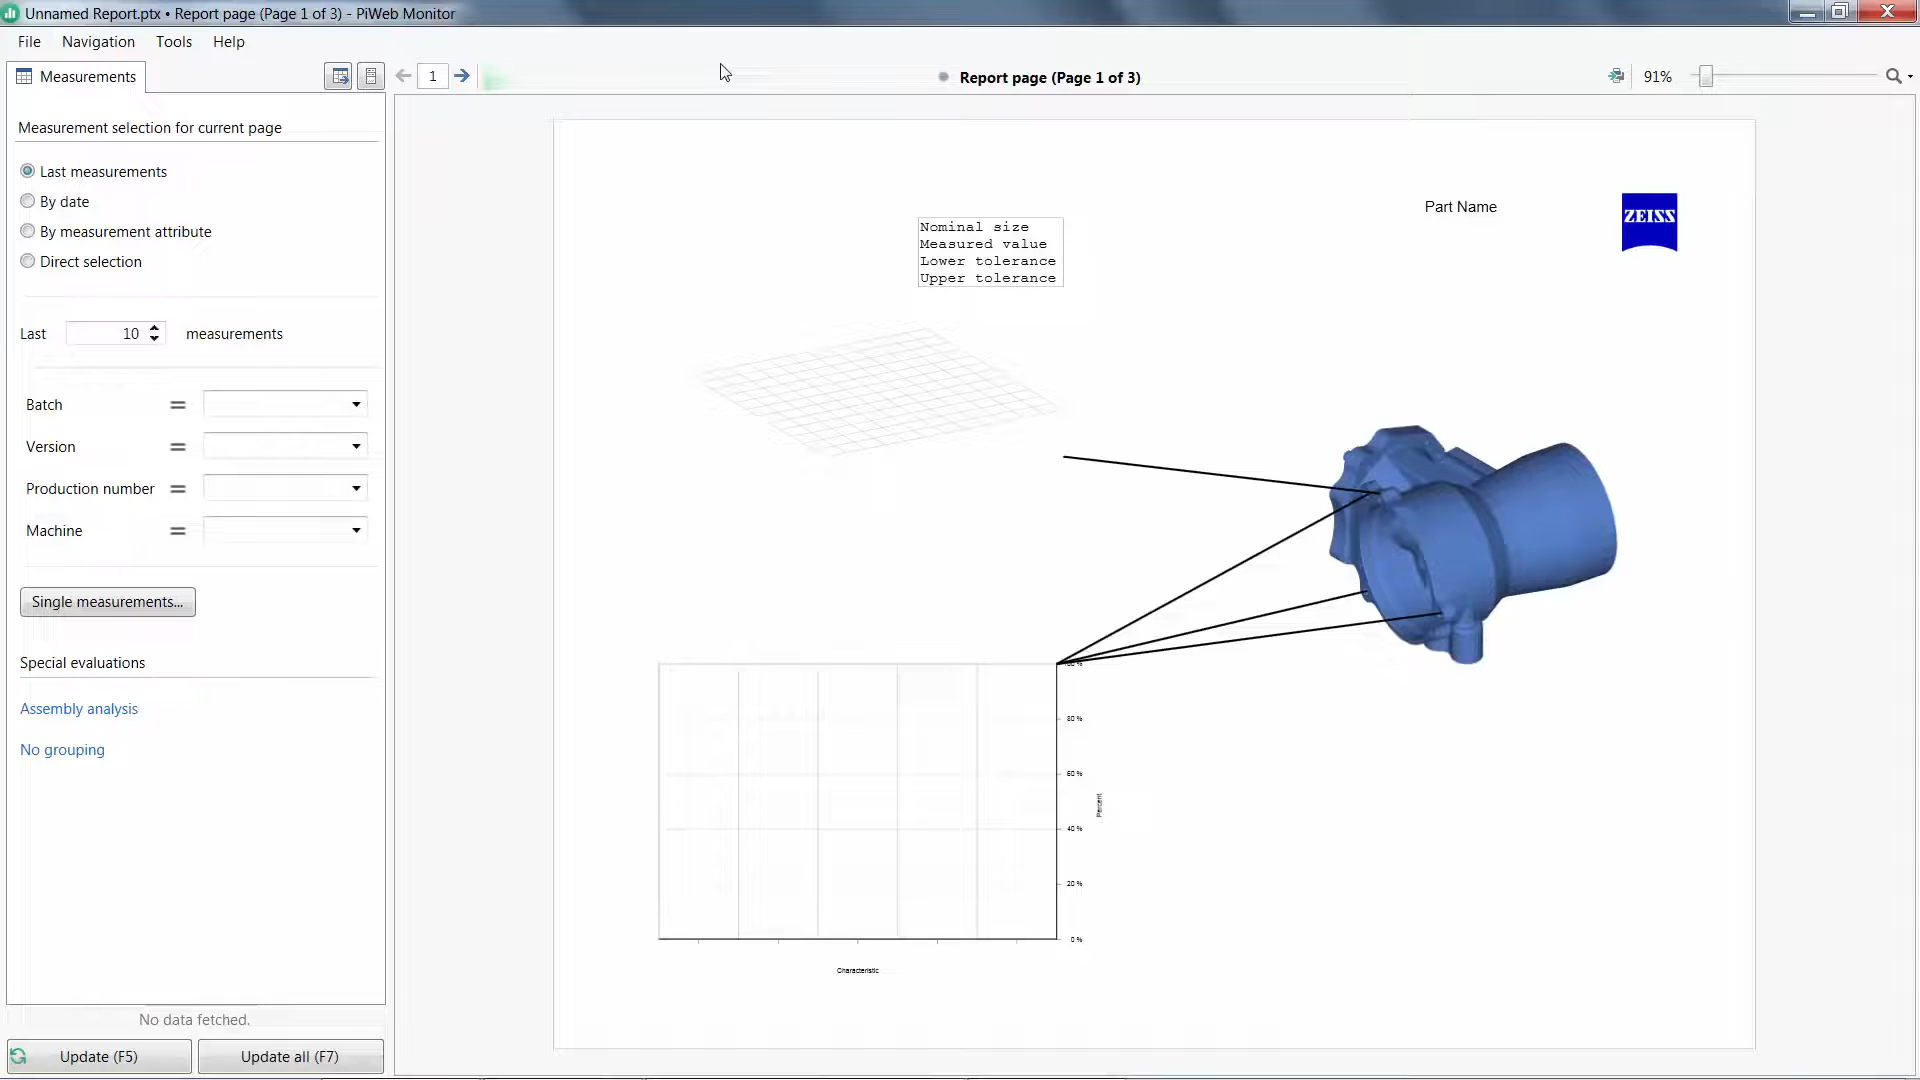 Unnamed Report.ptx • Report page (Page 1 of 3) - PiWeb Monitor
File Navigation Tools Help
Measurements
1
Report page (Page 1 of 3)
91%
Measurement selection for current page
Last measurements
By date
By measurement attribute
Direct selection
Last 10 measurements
Batch =
Version =
Production number =
Machine =
Single measurements...
Special evaluations
Assembly analysis
No grouping
No data fetched.
Update (F5)
Update all (F7)
Part Name
ZEISS
Nominal size
Measured value
Lower tolerance
Upper tolerance
100 %
80 %
60 %
40 %
20 %
0 %
Percent
Characteristic